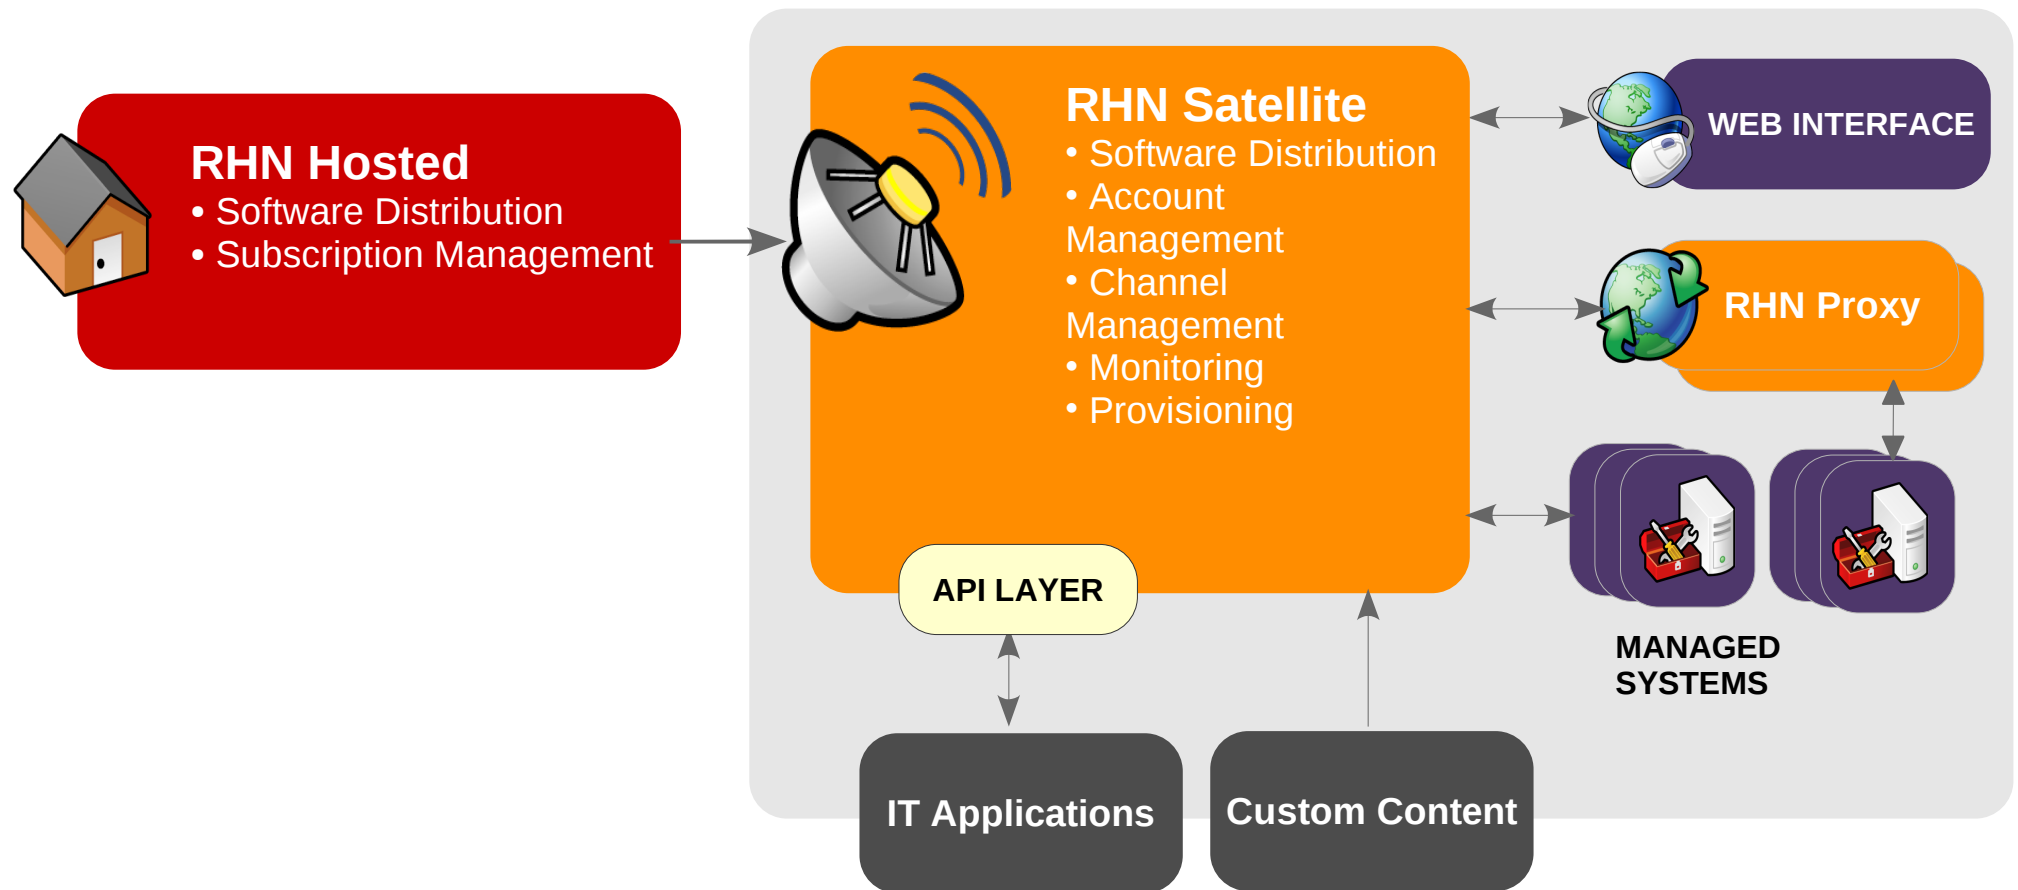 RHN Hosted
• Software Distribution
• Subscription Management
RHN Satellite
• Software Distribution
• Account
Management
• Channel
Management
• Monitoring
• Provisioning
API LAYER
WEB INTERFACE
RHN Proxy
MANAGED
SYSTEMS
IT Applications
Custom Content